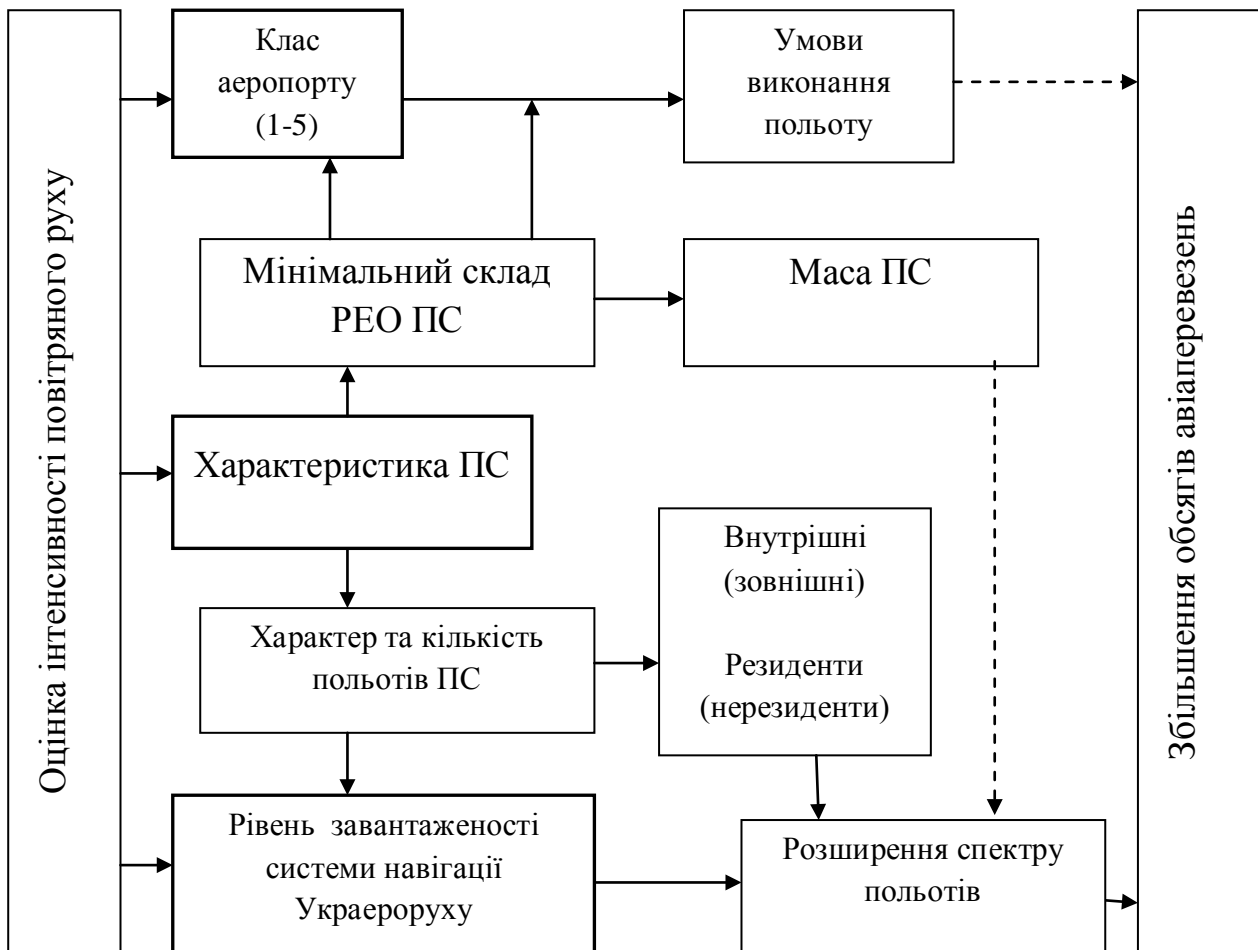 Оцінка інтенсивності повітряного руху
Клас
аеропорту
(1-5)
Умови
виконання
польоту
Мінімальний склад
РЕО ПС
Маса ПС
Характеристика ПС
Внутрішні
(зовнішні)
Резиденти
(нерезиденти)
Характер та кількість
польотів ПС
Рівень завантаженості
системи навігації
Украероруху
Розширення спектру
польотів
Збільшення обсягів авіаперевезень